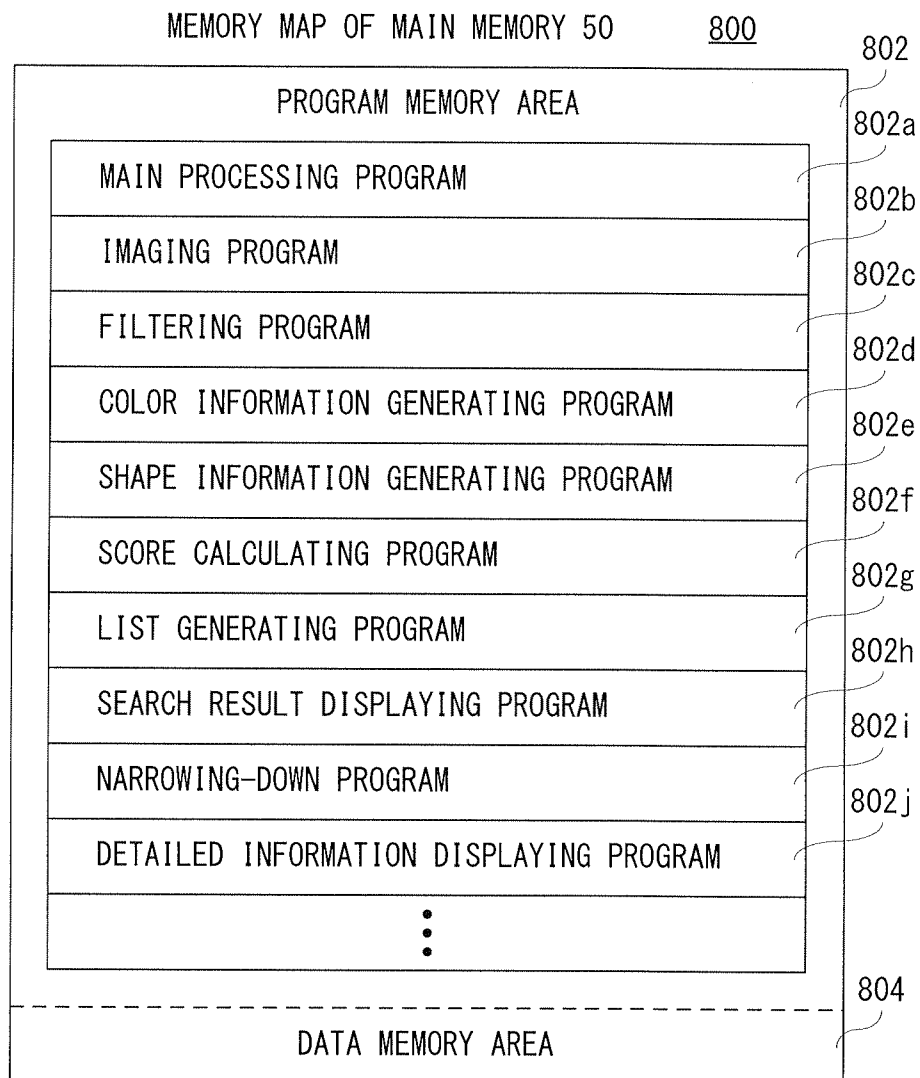 MEMORY MAP OF MAIN MEMORY 50 800
802
PROGRAM MEMORY AREA
802a
MAIN PROCESSING PROGRAM
802b
IMAGING PROGRAM
802c
FILTERING PROGRAM
802d
COLOR INFORMATION GENERATING PROGRAM
802e
SHAPE INFORMATION GENERATING PROGRAM
802f
SCORE CALCULATING PROGRAM
802g
LIST GENERATING PROGRAM
802h
SEARCH RESULT DISPLAYING PROGRAM
802i
NARROWING-DOWN PROGRAM
802j
DETAILED INFORMATION DISPLAYING PROGRAM
804
DATA MEMORY AREA